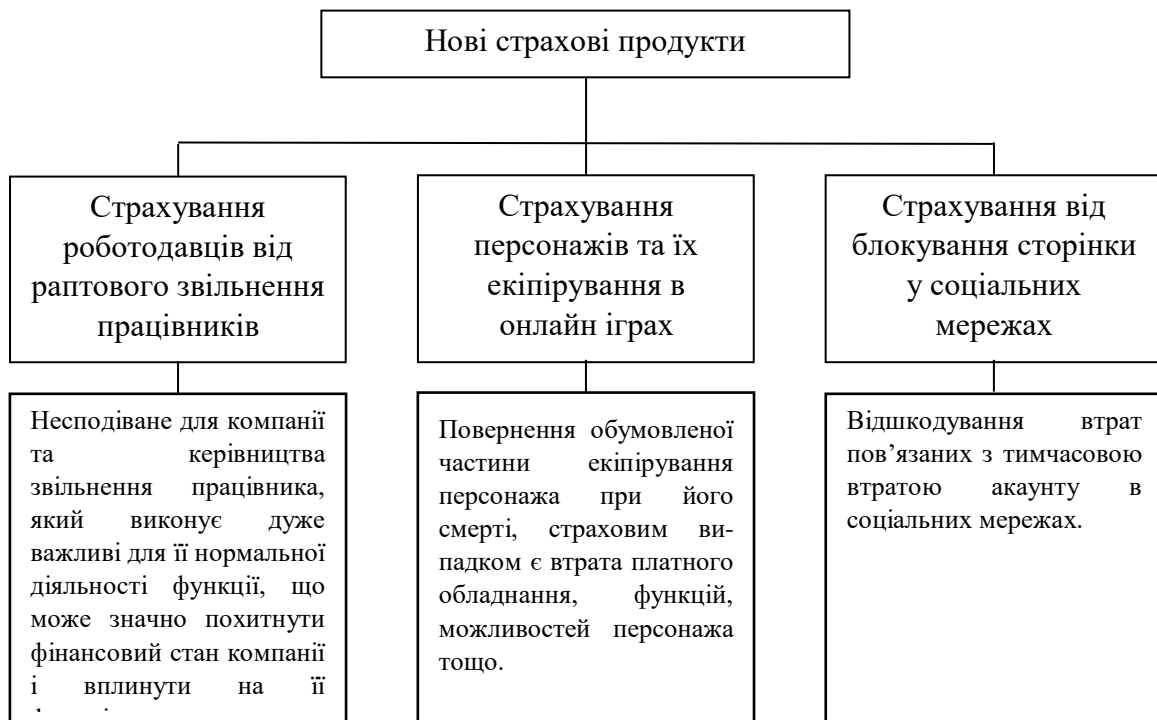 Нові страхові продукти
Страхування
роботодавців від
раптового звільнення
працівників
Страхування
персонажів та їх
екіпірування в
онлайн іграх
Страхування від
блокування сторінки
у соціальних
мережах
Несподіване для компанії
та керівництва
звільнення працівника,
який виконує дуже
важливі для її нормальної
діяльності функції, що
може значно похитнути
фінансовий стан компанії
і вплинути на її
Повернення обумовленої
частини екіпірування
персонажа при його
смерті, страховим ви-
падком є втрата платного
обладнання, функцій,
можливостей персонажа
тощо.
Відшкодування втрат
пов’язаних з тимчасовою
втратою акаунту в
соціальних мережах.